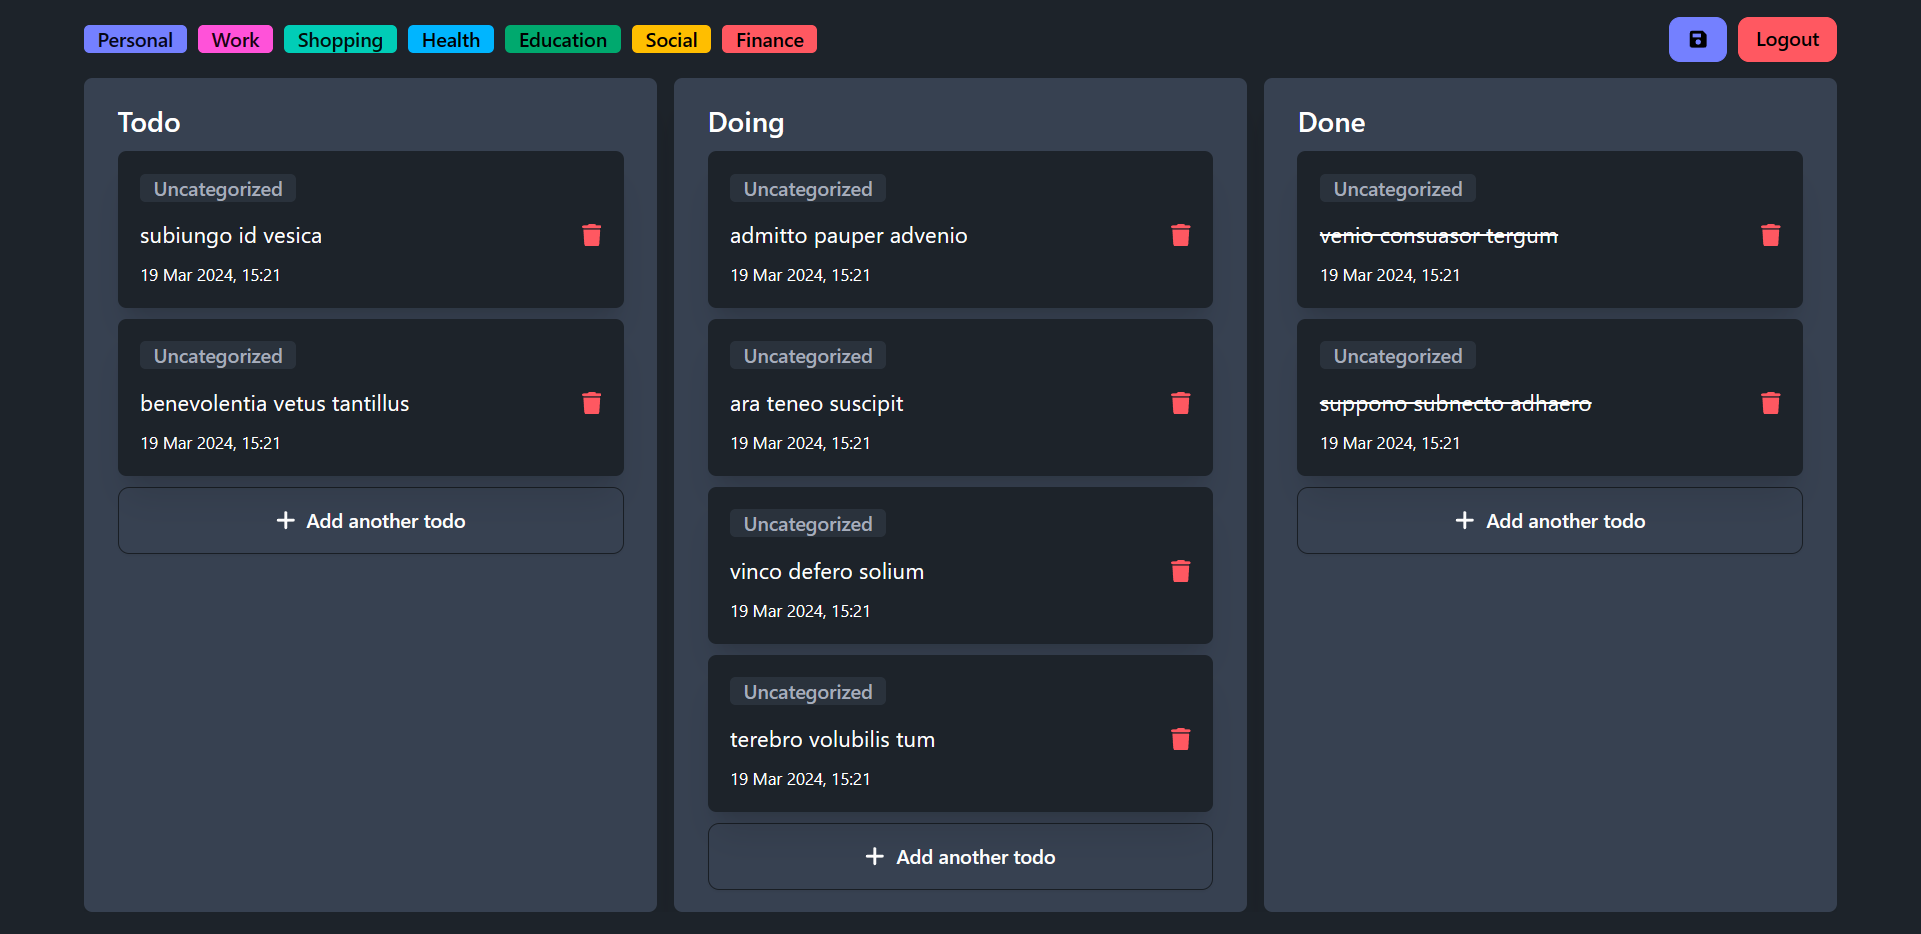 Personal Work Shopping Health Education Social Finance Logout
Todo
Uncategorized
subiungo id vesica
19 Mar 2024, 15:21
Uncategorized
benevolentia vetus tantillus
19 Mar 2024, 15:21
Add another todo
Doing
Uncategorized
admitto pauper advenio
19 Mar 2024, 15:21
Uncategorized
ara teneo suscipit
19 Mar 2024, 15:21
Uncategorized
vinco defero solium
19 Mar 2024, 15:21
Uncategorized
terebro volubilis tum
19 Mar 2024, 15:21
Add another todo
Done
Uncategorized
venio consuasor tergum
19 Mar 2024, 15:21
Uncategorized
suppono subnecto adhaero
19 Mar 2024, 15:21
Add another todo